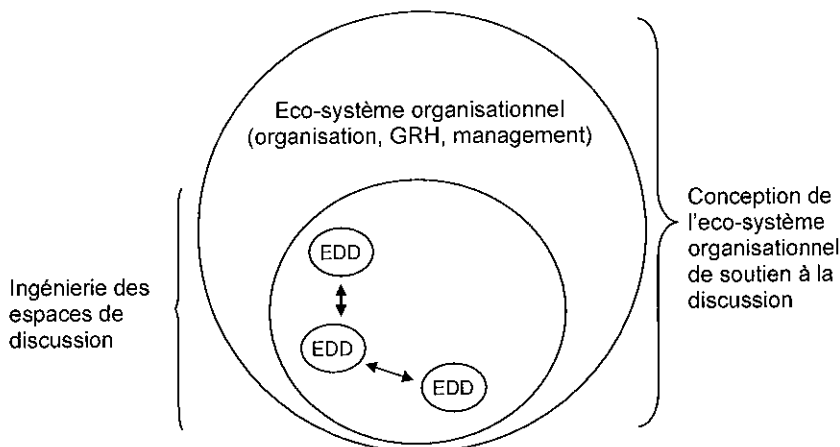 Eco-système organisationnel
(organisation, GRH, management)
EDD
EDD
EDD
Ingénierie des
espaces de
discussion
Conception de
l'eco-système
organisationnel
de soutien à la
discussion